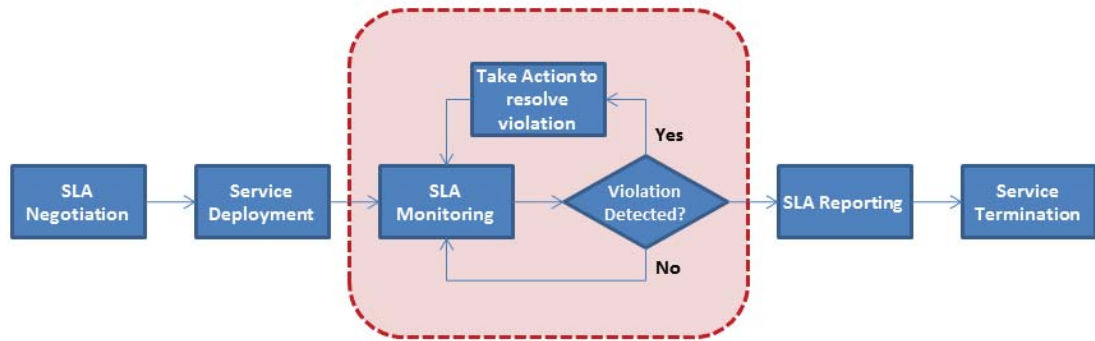 Take Action to
resolve
violation
Yes
SLA
Negotiation
Service
Deployment
SLA
Monitoring
Violation
Detected?
SLA Reporting
Service
Termination
No